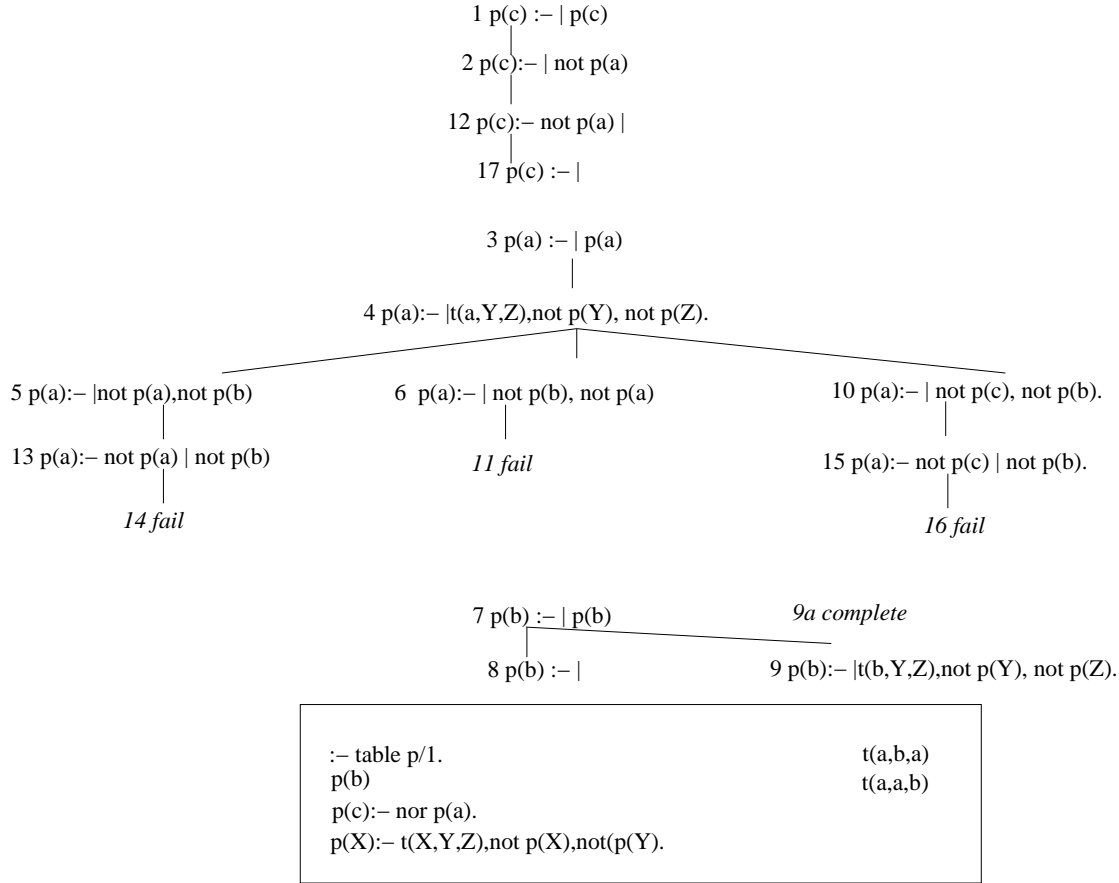 1 p(c) :– | p(c)
2 p(c):– | not p(a)
12 p(c):– not p(a) |
17 p(c) :– |
3 p(a) :– | p(a)
4 p(a):– |t(a,Y,Z),not p(Y), not p(Z).
5 p(a):– |not p(a),not p(b)
6 p(a):– | not p(b), not p(a)
10 p(a):– | not p(c), not p(b).
13 p(a):– not p(a) | not p(b)
11 fail
15 p(a):– not p(c) | not p(b).
14 fail
16 fail
7 p(b) :– | p(b)
9a complete
8 p(b) :– |
9 p(b):– |t(b,Y,Z),not p(Y), not p(Z).
:– table p/1.
t(a,b,a)
p(b)
t(a,a,b)
p(c):– nor p(a).
p(X):– t(X,Y,Z),not p(X),not(p(Y).